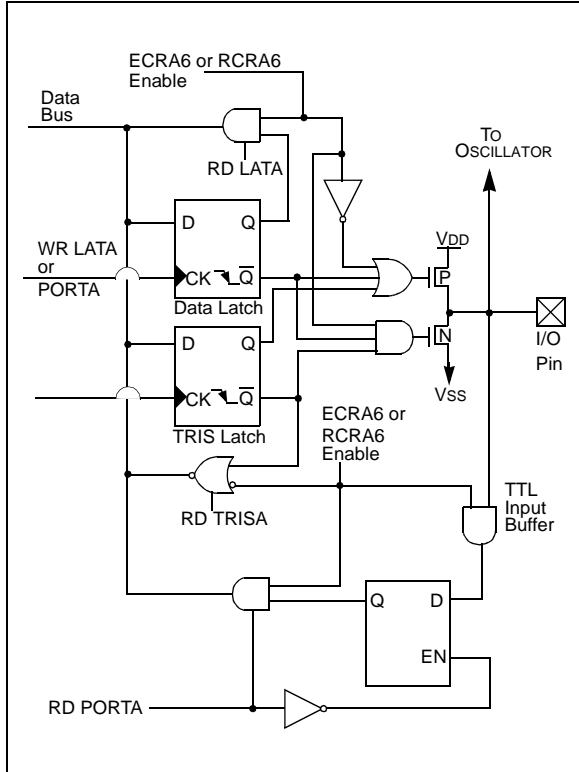 ECRA6 or RCRA6
Enable
Data
Bus
RD LATA
TO
OSCILLATOR
D
Q
VDD
WR LATA
or
PORTA
CK
Q
P
Data Latch
N
I/O
Pin
D
Q
VSS
CK
Q
TRIS Latch
ECRA6 or
RCRA6
Enable
RD TRISA
TTL
Input
Buffer
Q
D
EN
RD PORTA